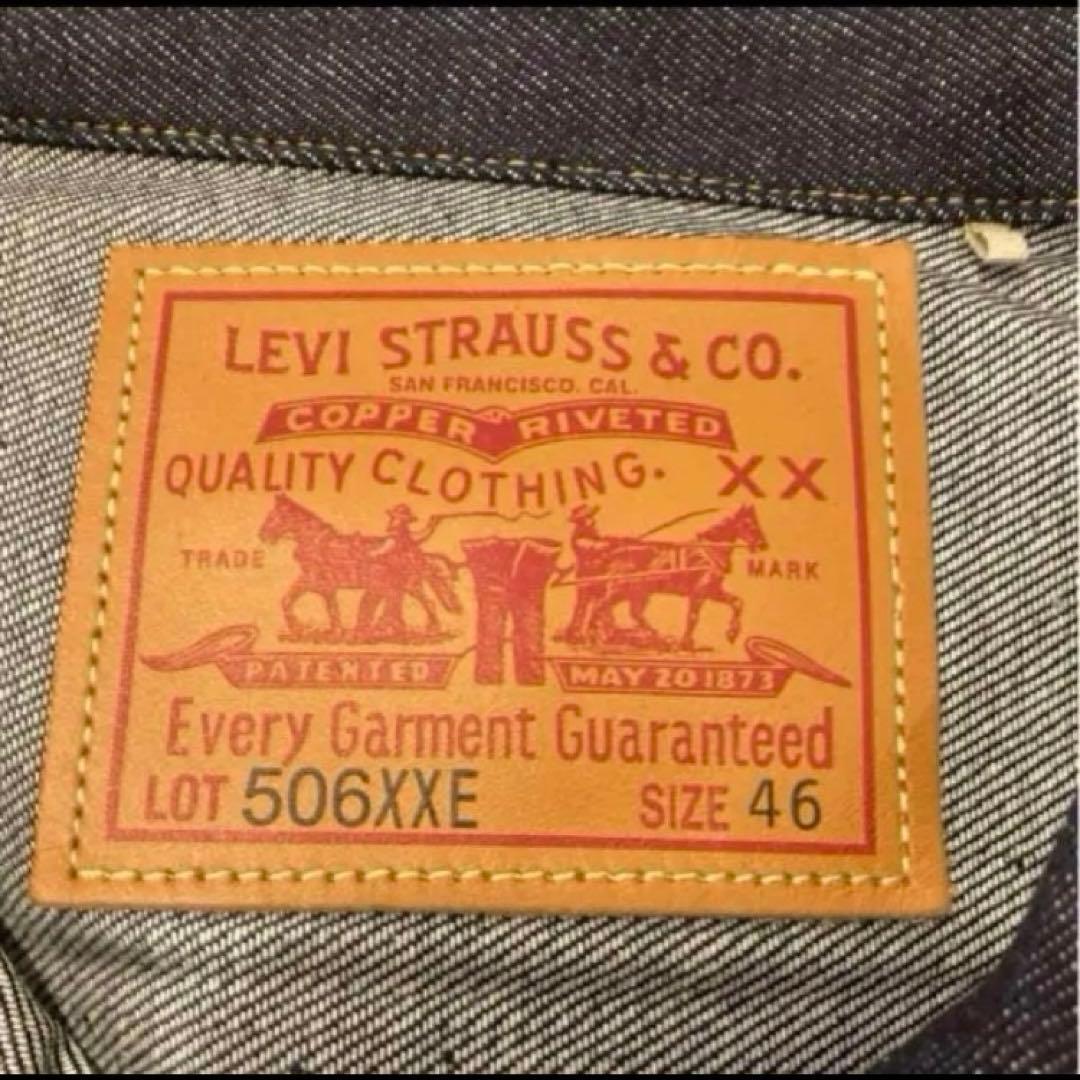 LEVI STRAUSS & CO.
SAN FRANCISCO. CAL.
COPPER RIVETED
QUALITY CLOTHING. XX
TRADE MARK
PATENTED MAY 20 1873
Every Garment Guaranteed
LOT 506XXE SIZE 46